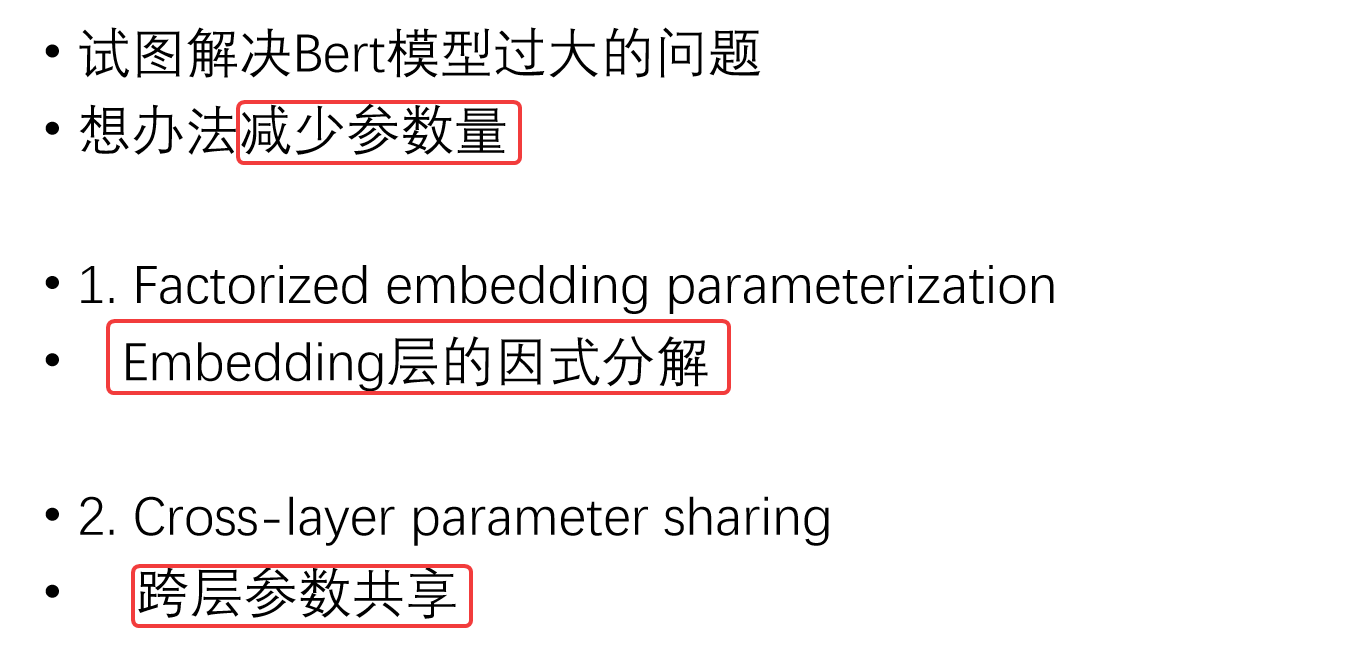 • 试图解决Bert模型过大的问题
• 想办法减少参数量
• 1. Factorized embedding parameterization
• Embedding层的因式分解
• 2. Cross-layer parameter sharing
• 跨层参数共享